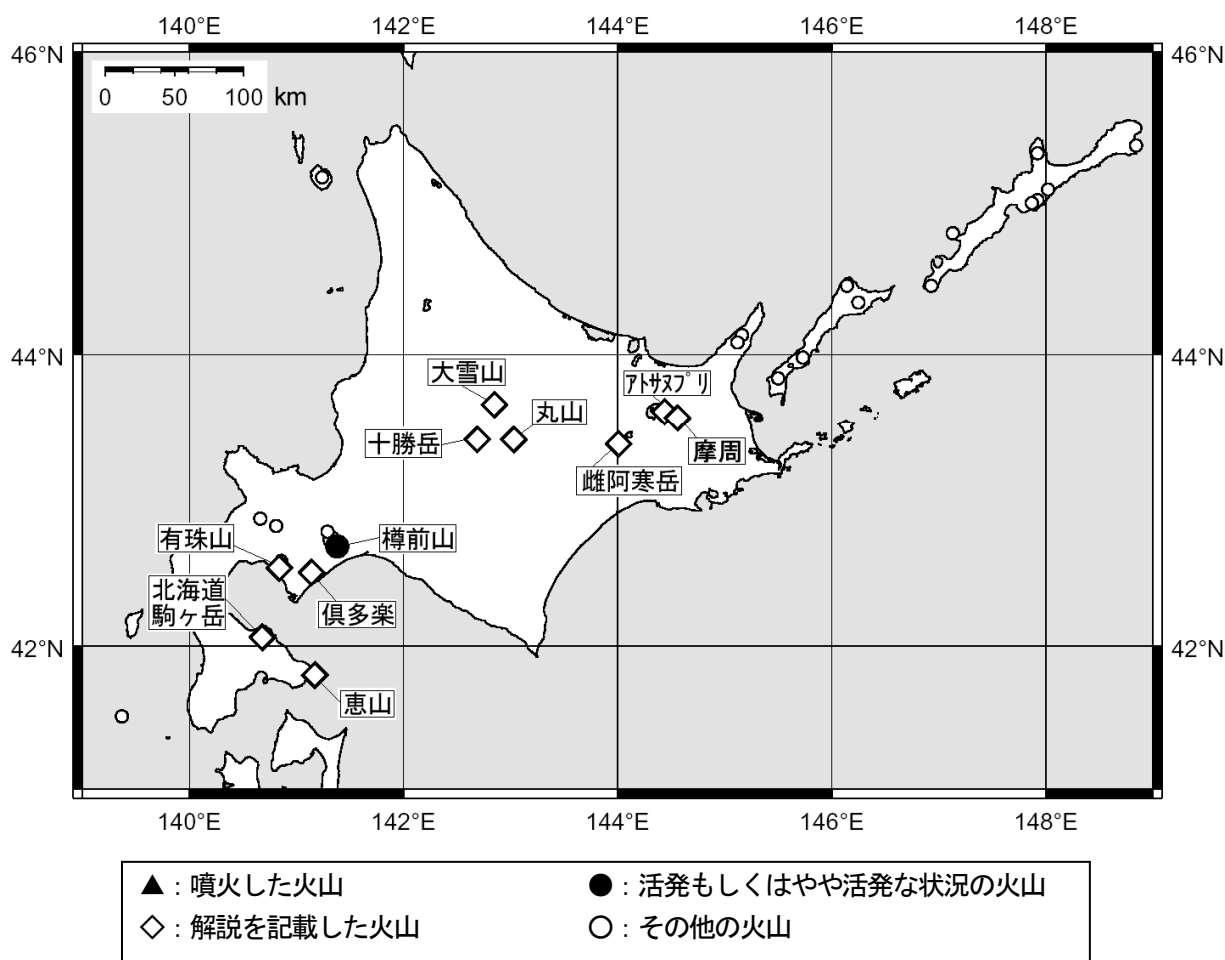 140°E 142°E 144°E 146°E 148°E
46°N 46°N
0 50 100 km
44°N 44°N
大雪山
ｱﾄｻﾇﾌﾟﾘ
丸山
十勝岳
摩周
雌阿寒岳
有珠山
樽前山
北海道
駒ヶ岳
倶多楽
42°N 42°N
恵山
140°E 142°E 144°E 146°E 148°E
▲：噴火した火山
●：活発もしくはやや活発な状況の火山
◇：解説を記載した火山
○：その他の火山